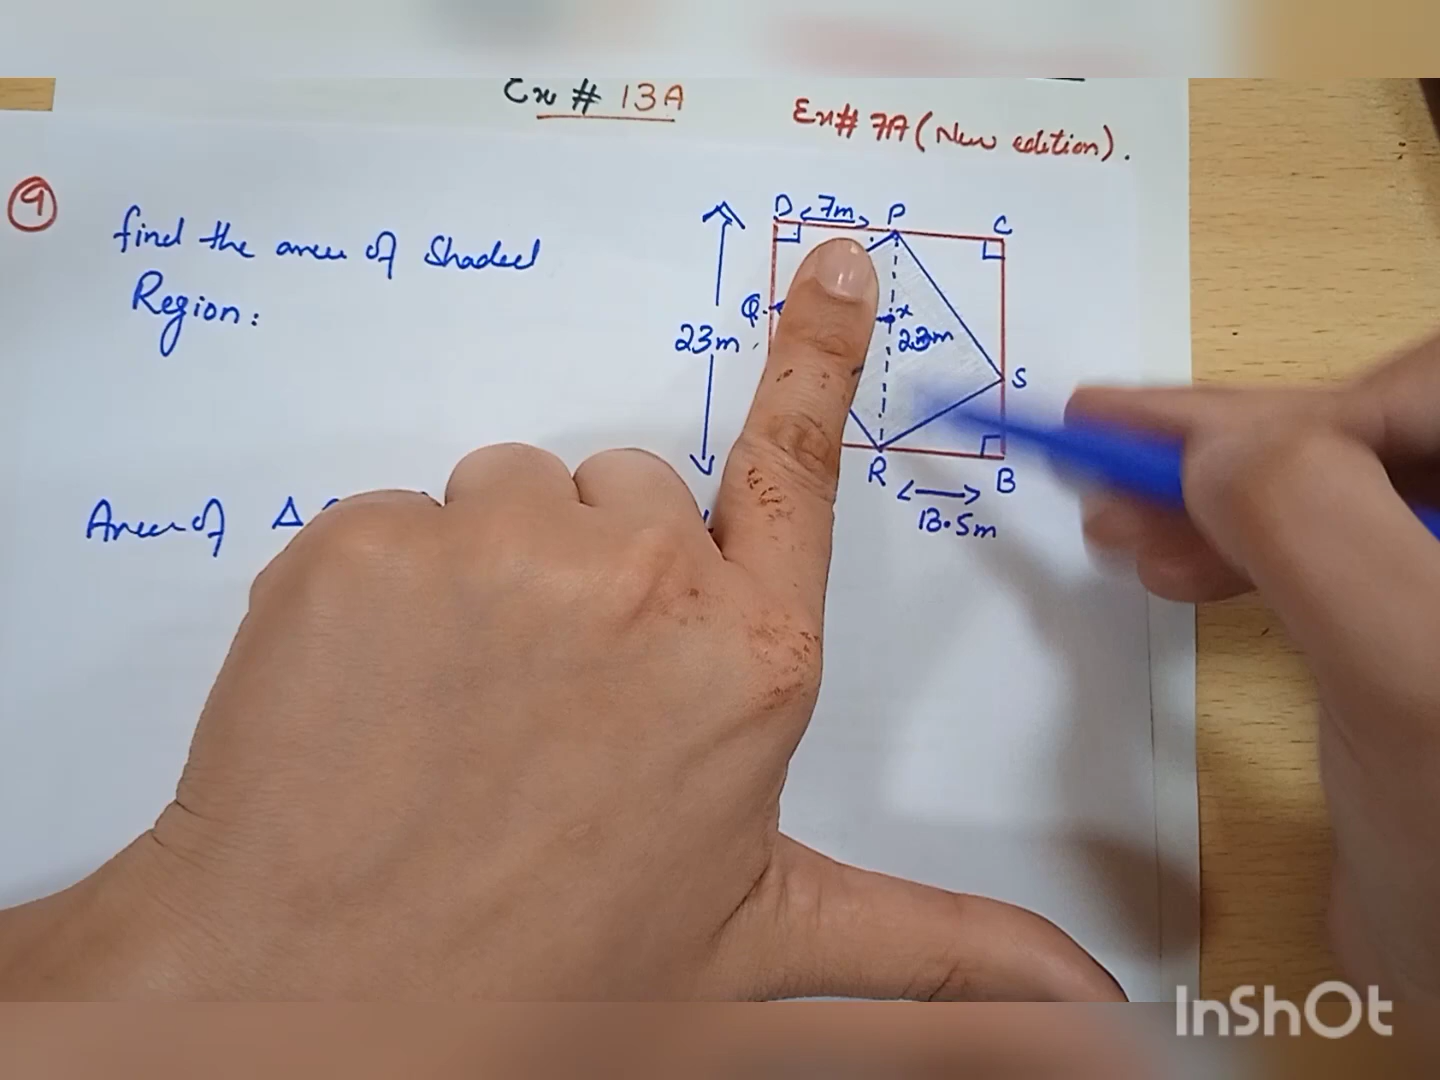 Ex # 13A
Ex# 7A (New edition).
9
find the area of Shaded
Region:
D
7m
P
C
Q
x
23m
23m
S
R
B
13.5m
Area of Δ
InShOt